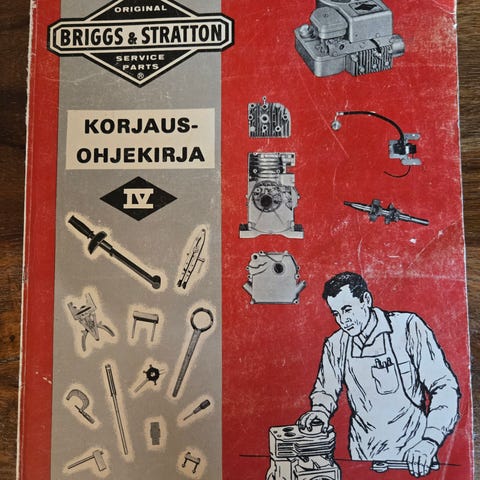 ORIGINAL
BRIGGS & STRATTON
SERVICE
PARTS
®
KORJAUS-
OHJEKIRJA
IV